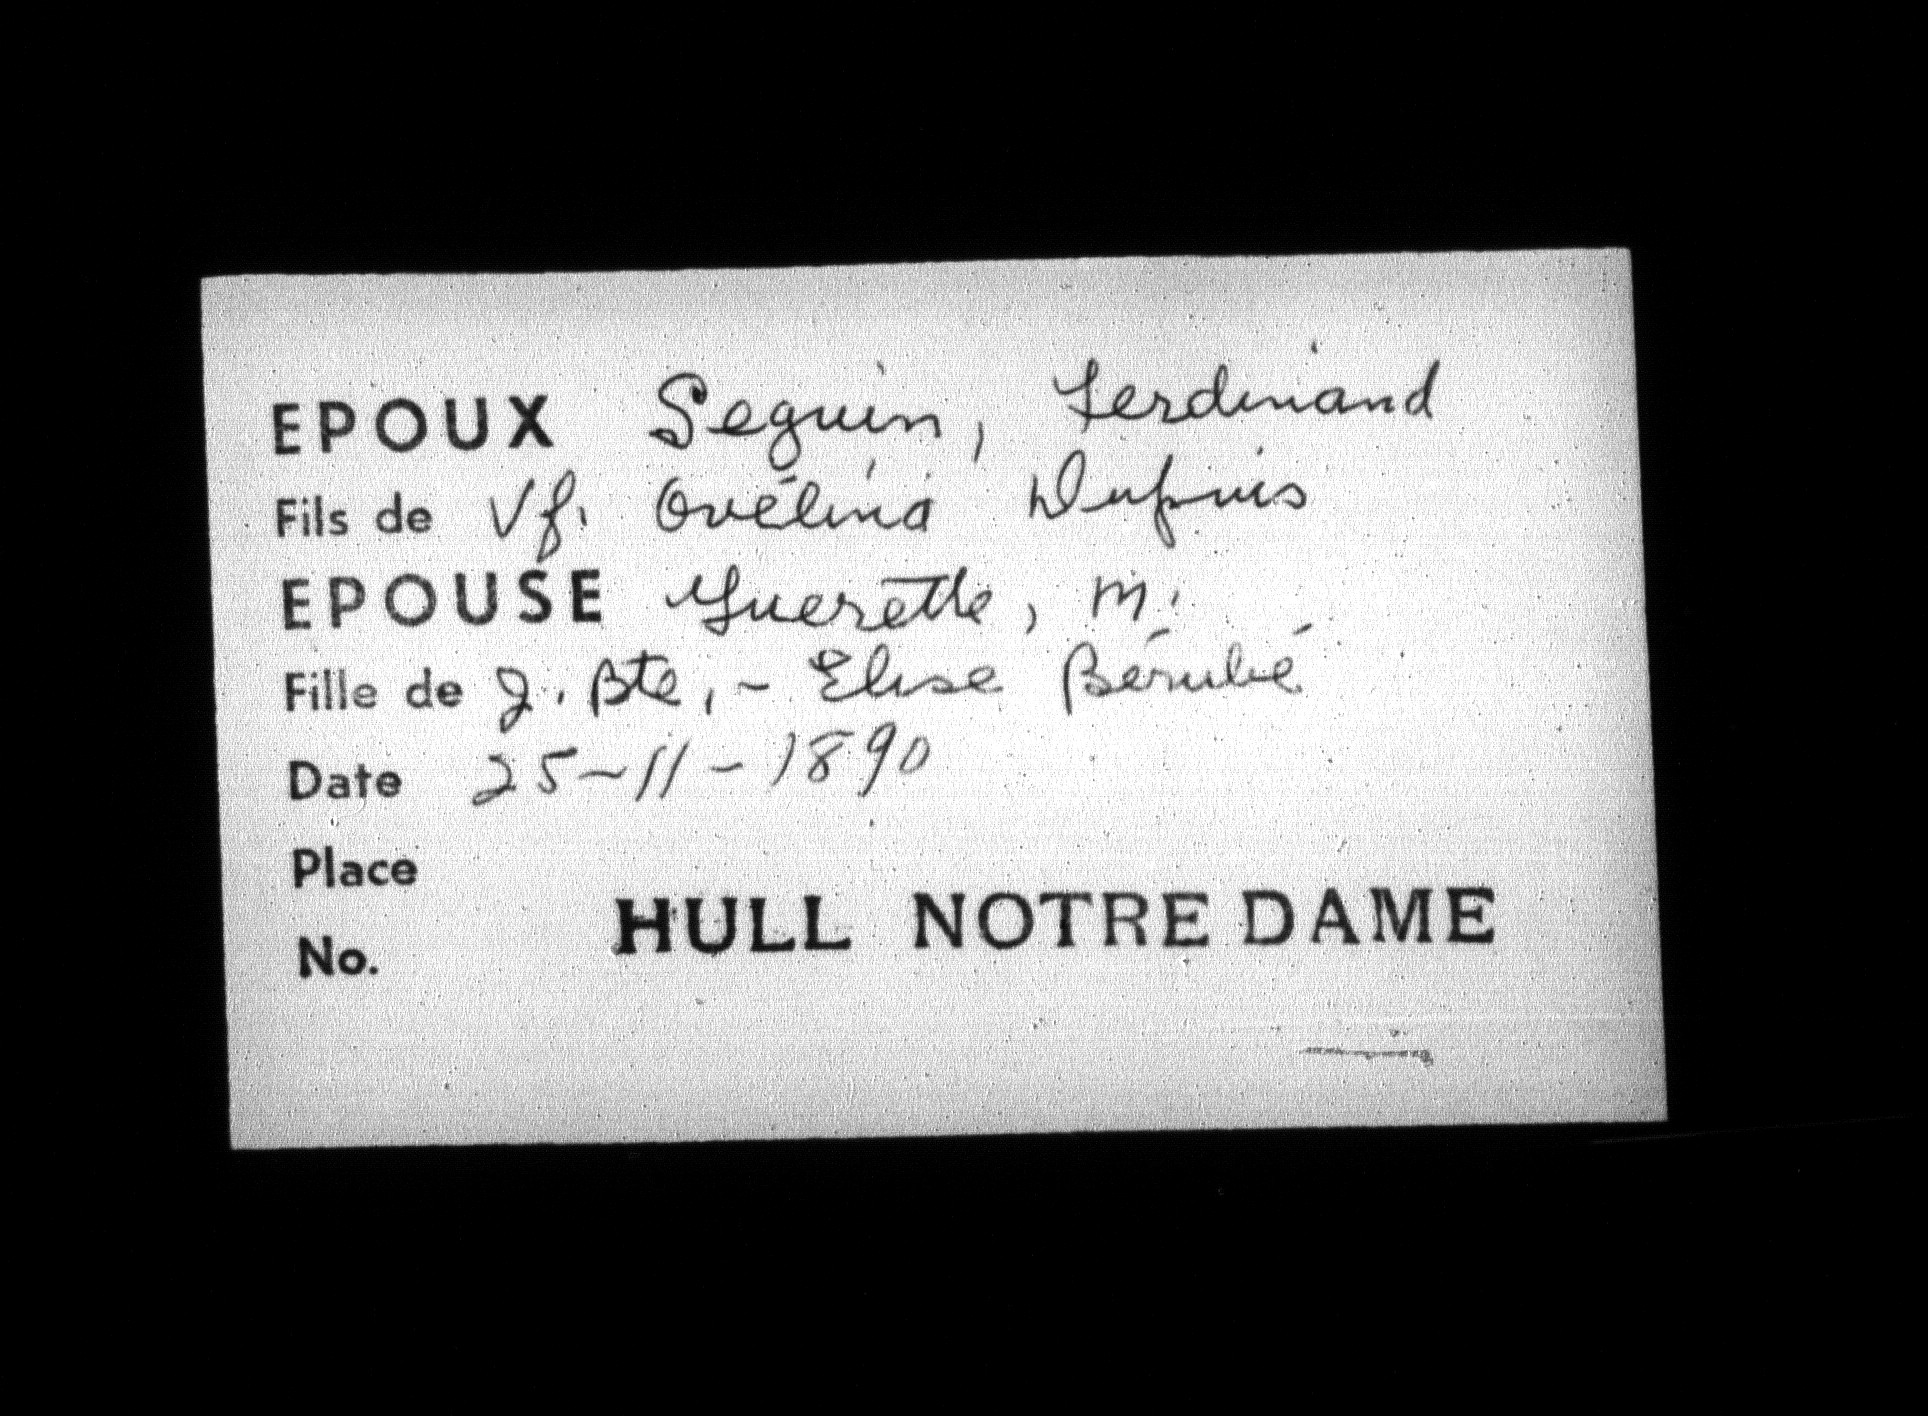 EPOUX Seguin, Ferdinand
Fils de Vf. Ovélina Dupuis
EPOUSE Guerette, M.
Fille de J. Bte, - Elise Bérubé
Date 25-11-1890
Place
HULL NOTRE DAME
No.